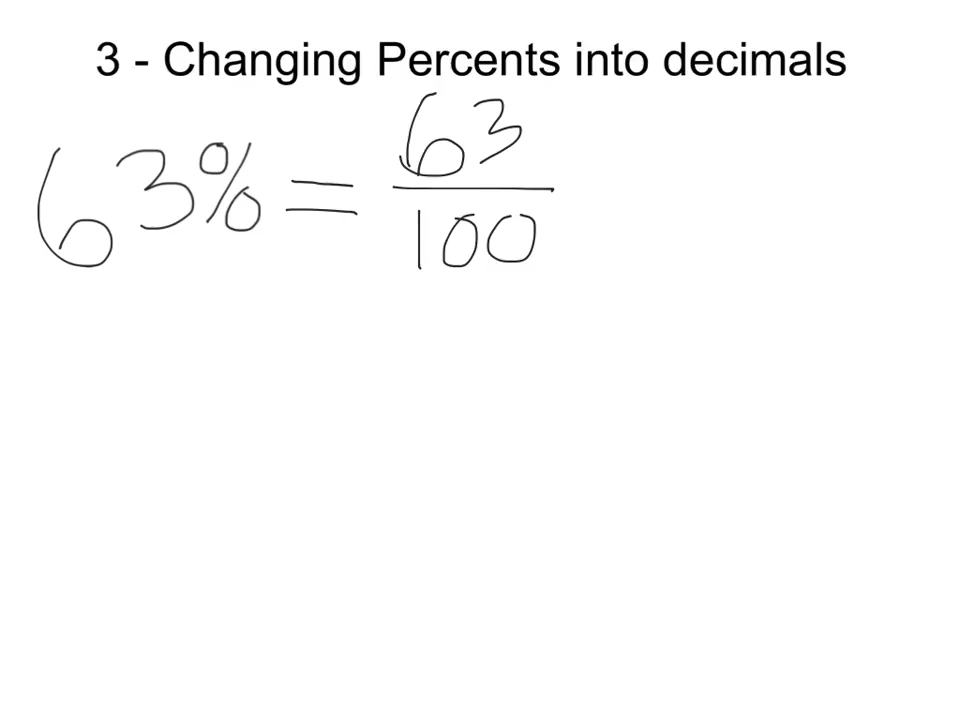 3 - Changing Percents into decimals
63% = 63/100